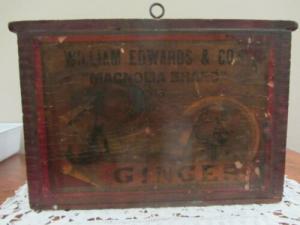 WILLIAM EDWARDS & CO
"MAGNOLIA BRAND"
GINGER